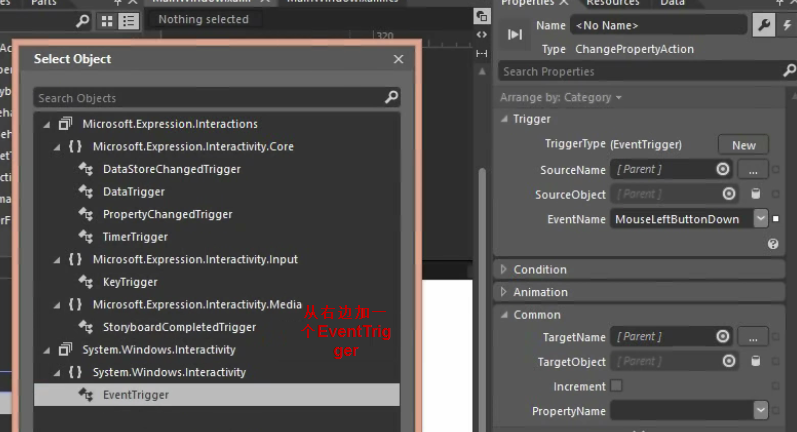 Parts
Nothing selected
320
Select Object
Search Objects
Microsoft.Expression.Interactions
{ } Microsoft.Expression.Interactivity.Core
DataStoreChangedTrigger
DataTrigger
PropertyChangedTrigger
TimerTrigger
{ } Microsoft.Expression.Interactivity.Input
KeyTrigger
{ } Microsoft.Expression.Interactivity.Media
StoryboardCompletedTrigger
System.Windows.Interactivity
{ } System.Windows.Interactivity
EventTrigger
从右边加一
个EventTrig
ger
Properties
Resources
Data
Name <No Name>
Type ChangePropertyAction
Search Properties
Arrange by: Category
Trigger
TriggerType (EventTrigger) New
SourceName [ Parent ] ...
SourceObject [ Parent ]
EventName MouseLeftButtonDown
Condition
Animation
Common
TargetName [ Parent ] ...
TargetObject [ Parent ]
Increment
PropertyName